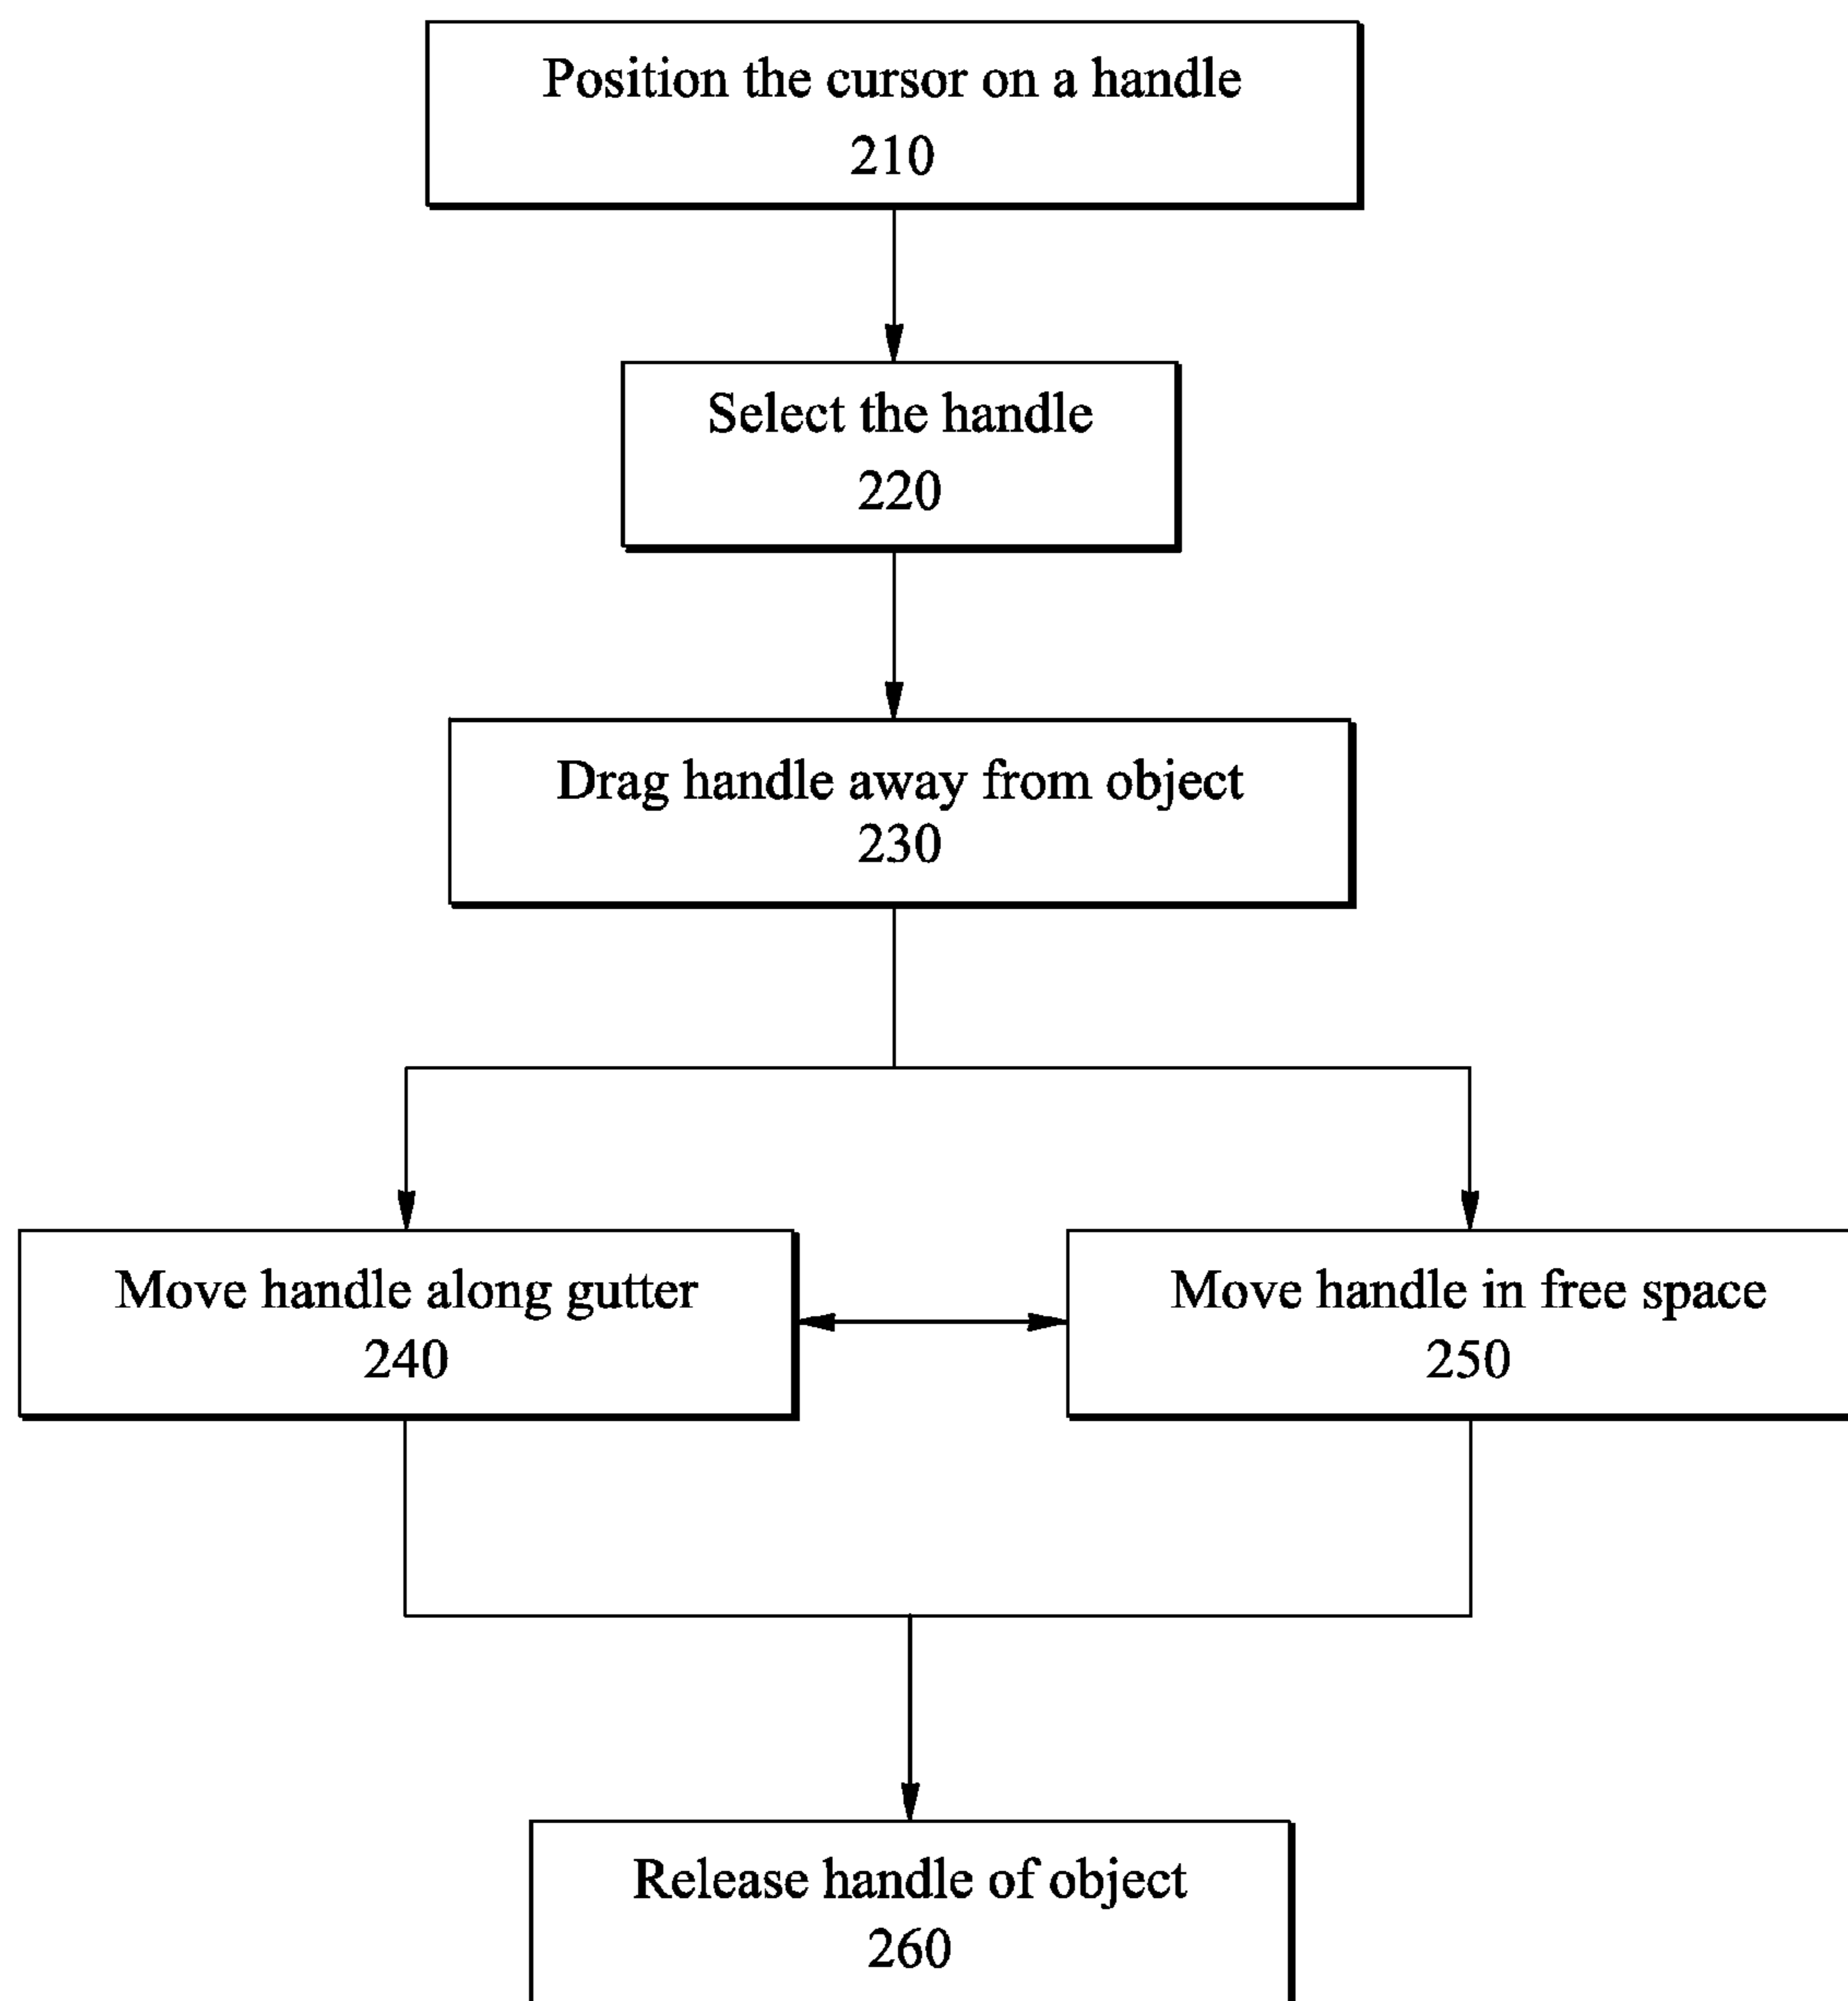 Position the cursor on a handle
210
Select the handle
220
Drag handle away from object
230
Move handle along gutter
240
Move handle in free space
250
Release handle of object
260